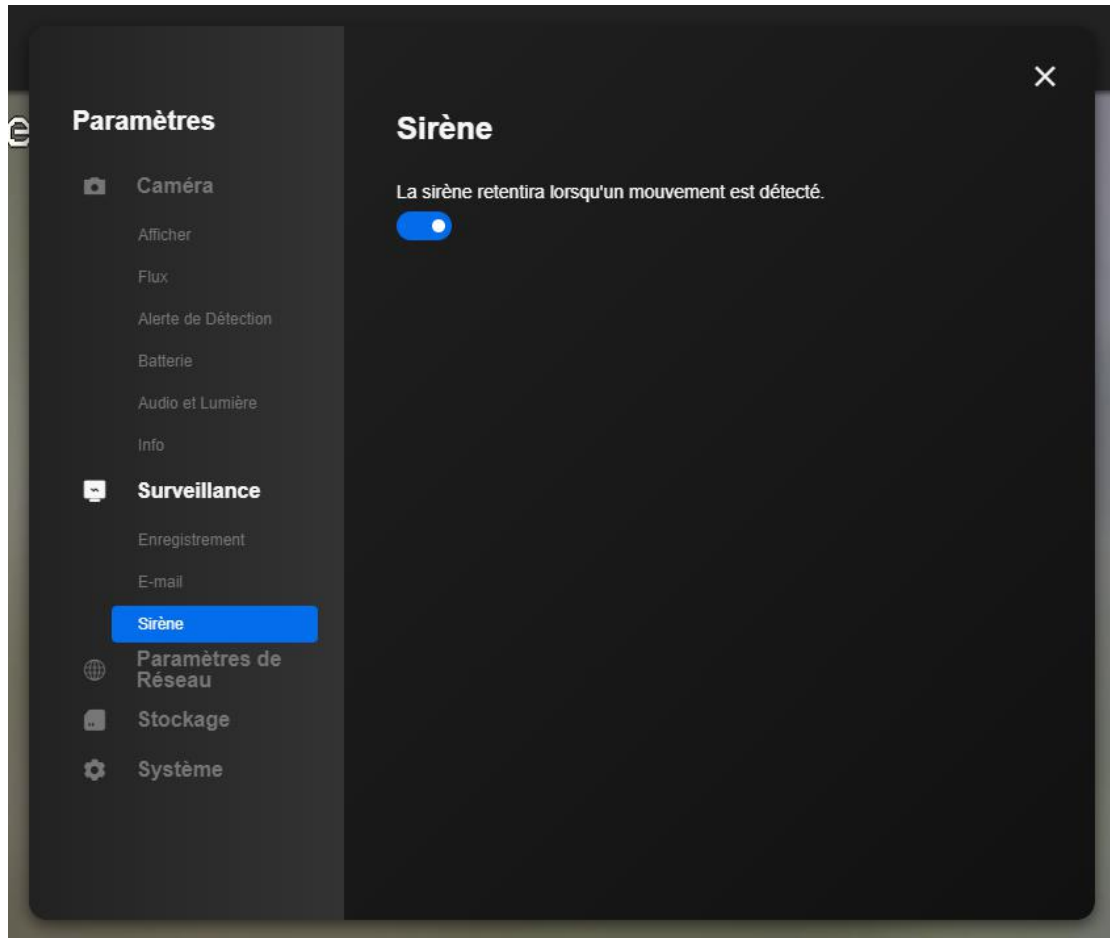 Paramètres
Caméra
Afficher
Flux
Alerte de Détection
Batterie
Audio et Lumière
Info
Surveillance
Enregistrement
E-mail
Sirène
Paramètres de
Réseau
Stockage
Système
Sirène
La sirène retentira lorsqu'un mouvement est détecté.